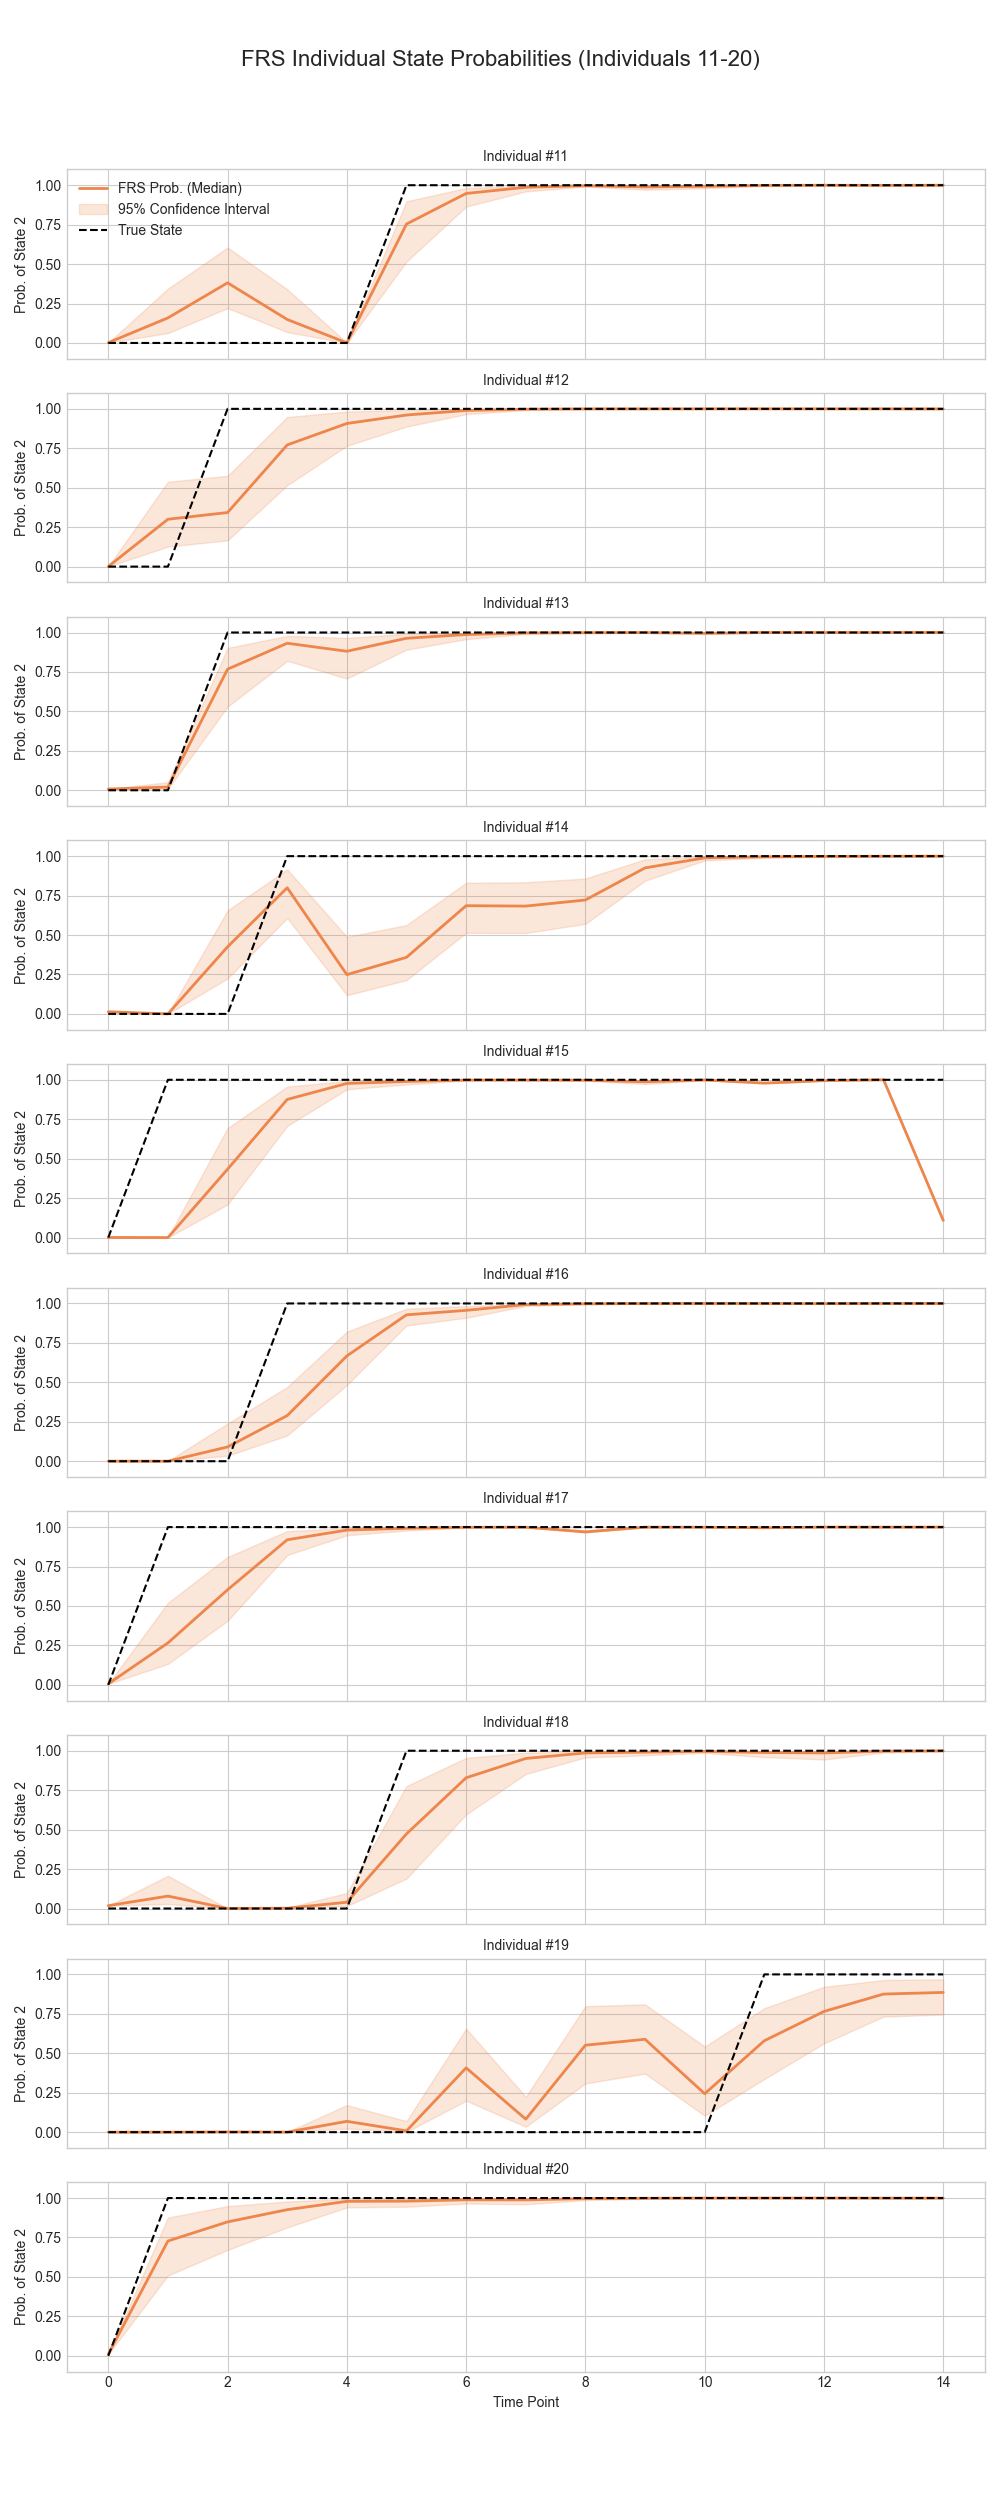 FRS Individual State Probabilities (Individuals 11-20)
Individual #11
FRS Prob. (Median)
95% Confidence Interval
True State
1.00
0.75
0.50
0.25
0.00
Prob. of State 2
Individual #12
1.00
0.75
0.50
0.25
0.00
Prob. of State 2
Individual #13
1.00
0.75
0.50
0.25
0.00
Prob. of State 2
Individual #14
1.00
0.75
0.50
0.25
0.00
Prob. of State 2
Individual #15
1.00
0.75
0.50
0.25
0.00
Prob. of State 2
Individual #16
1.00
0.75
0.50
0.25
0.00
Prob. of State 2
Individual #17
1.00
0.75
0.50
0.25
0.00
Prob. of State 2
Individual #18
1.00
0.75
0.50
0.25
0.00
Prob. of State 2
Individual #19
1.00
0.75
0.50
0.25
0.00
Prob. of State 2
Individual #20
1.00
0.75
0.50
0.25
0.00
Prob. of State 2
0 2 4 6 8 10 12 14
Time Point